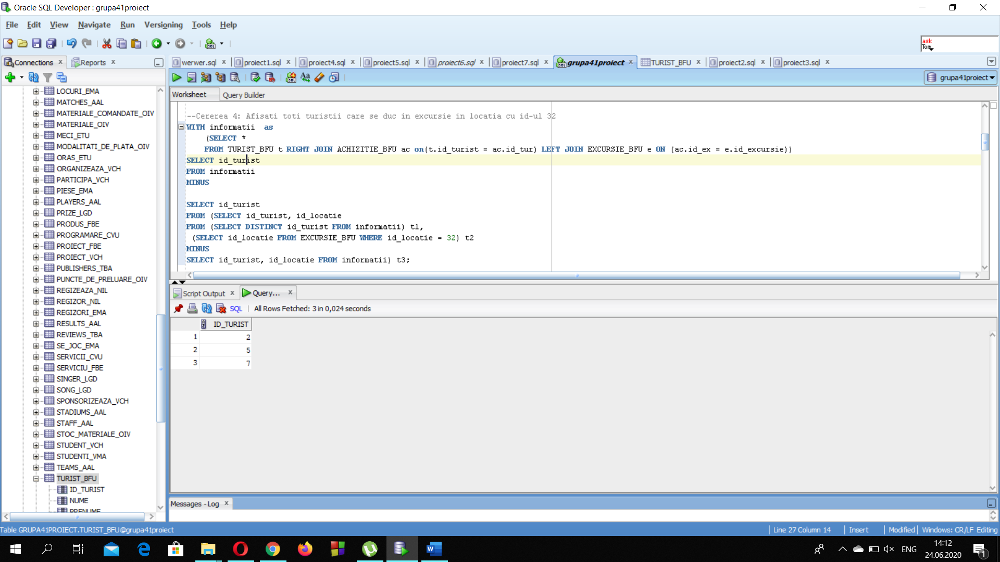 Oracle SQL Developer : grupa41proiect
File Edit View Navigate Run Versioning Tools Help
ask
Tom
Connections Reports
werwer.sql proiect1.sql proiect4.sql proiect5.sql proiect6.sql proiect7.sql grupa41proiect TURIST_BFU proiect2.sql proiect3.sql
grupa41proiect
Worksheet Query Builder
LOCURI_EMA
MATCHES_AAL
MATERIALE_COMANDATE_OIV
MATERIALE_OIV
MECI_ETU
MODALITATI_DE_PLATA_OIV
ORAS_ETU
ORGANIZEAZA_VCH
PARTICIPA_VCH
PIESE_EMA
PLAYERS_AAL
PRIZE_LGD
PRODUS_FBE
PROGRAMARE_CVU
PROIECT_FBE
PROIECT_VCH
PUBLISHERS_TBA
PUNCTE_DE_PRELUARE_OIV
REGIZEAZA_NIL
REGIZOR_NIL
REGIZORI_EMA
RESULTS_AAL
REVIEWS_TBA
SE_JOC_EMA
SERVICII_CVU
SERVICIU_FBE
SINGER_LGD
SONG_LGD
SPONSORIZEAZA_VCH
STADIUMS_AAL
STAFF_AAL
STOC_MATERIALE_OIV
STUDENT_VCH
STUDENTI_VMA
TEAMS_AAL
TURIST_BFU
ID_TURIST
NUME
PRENUME
--Cererea 4: Afisati toti turistii care se duc in excursie in locatia cu id-ul 32
WITH informatii as
(SELECT *
FROM TURIST_BFU t RIGHT JOIN ACHIZITIE_BFU ac on(t.id_turist = ac.id_tur) LEFT JOIN EXCURSIE_BFU e ON (ac.id_ex = e.id_excursie))
SELECT id_turist
FROM informatii
MINUS
SELECT id_turist
FROM (SELECT id_turist, id_locatie
FROM (SELECT DISTINCT id_turist FROM informatii) t1,
(SELECT id_locatie FROM EXCURSIE_BFU WHERE id_locatie = 32) t2
MINUS
SELECT id_turist, id_locatie FROM informatii) t3;
Script Output Query...
SQL All Rows Fetched: 3 in 0,024 seconds
ID_TURIST
1 2
2 5
3 7
Messages - Log
Table GRUPA41PROIECT.TURIST_BFU@grupa41proiect Line 27 Column 14 Insert Modified Windows: CR/LF Editing
ENG 14:12
24.06.2020
1